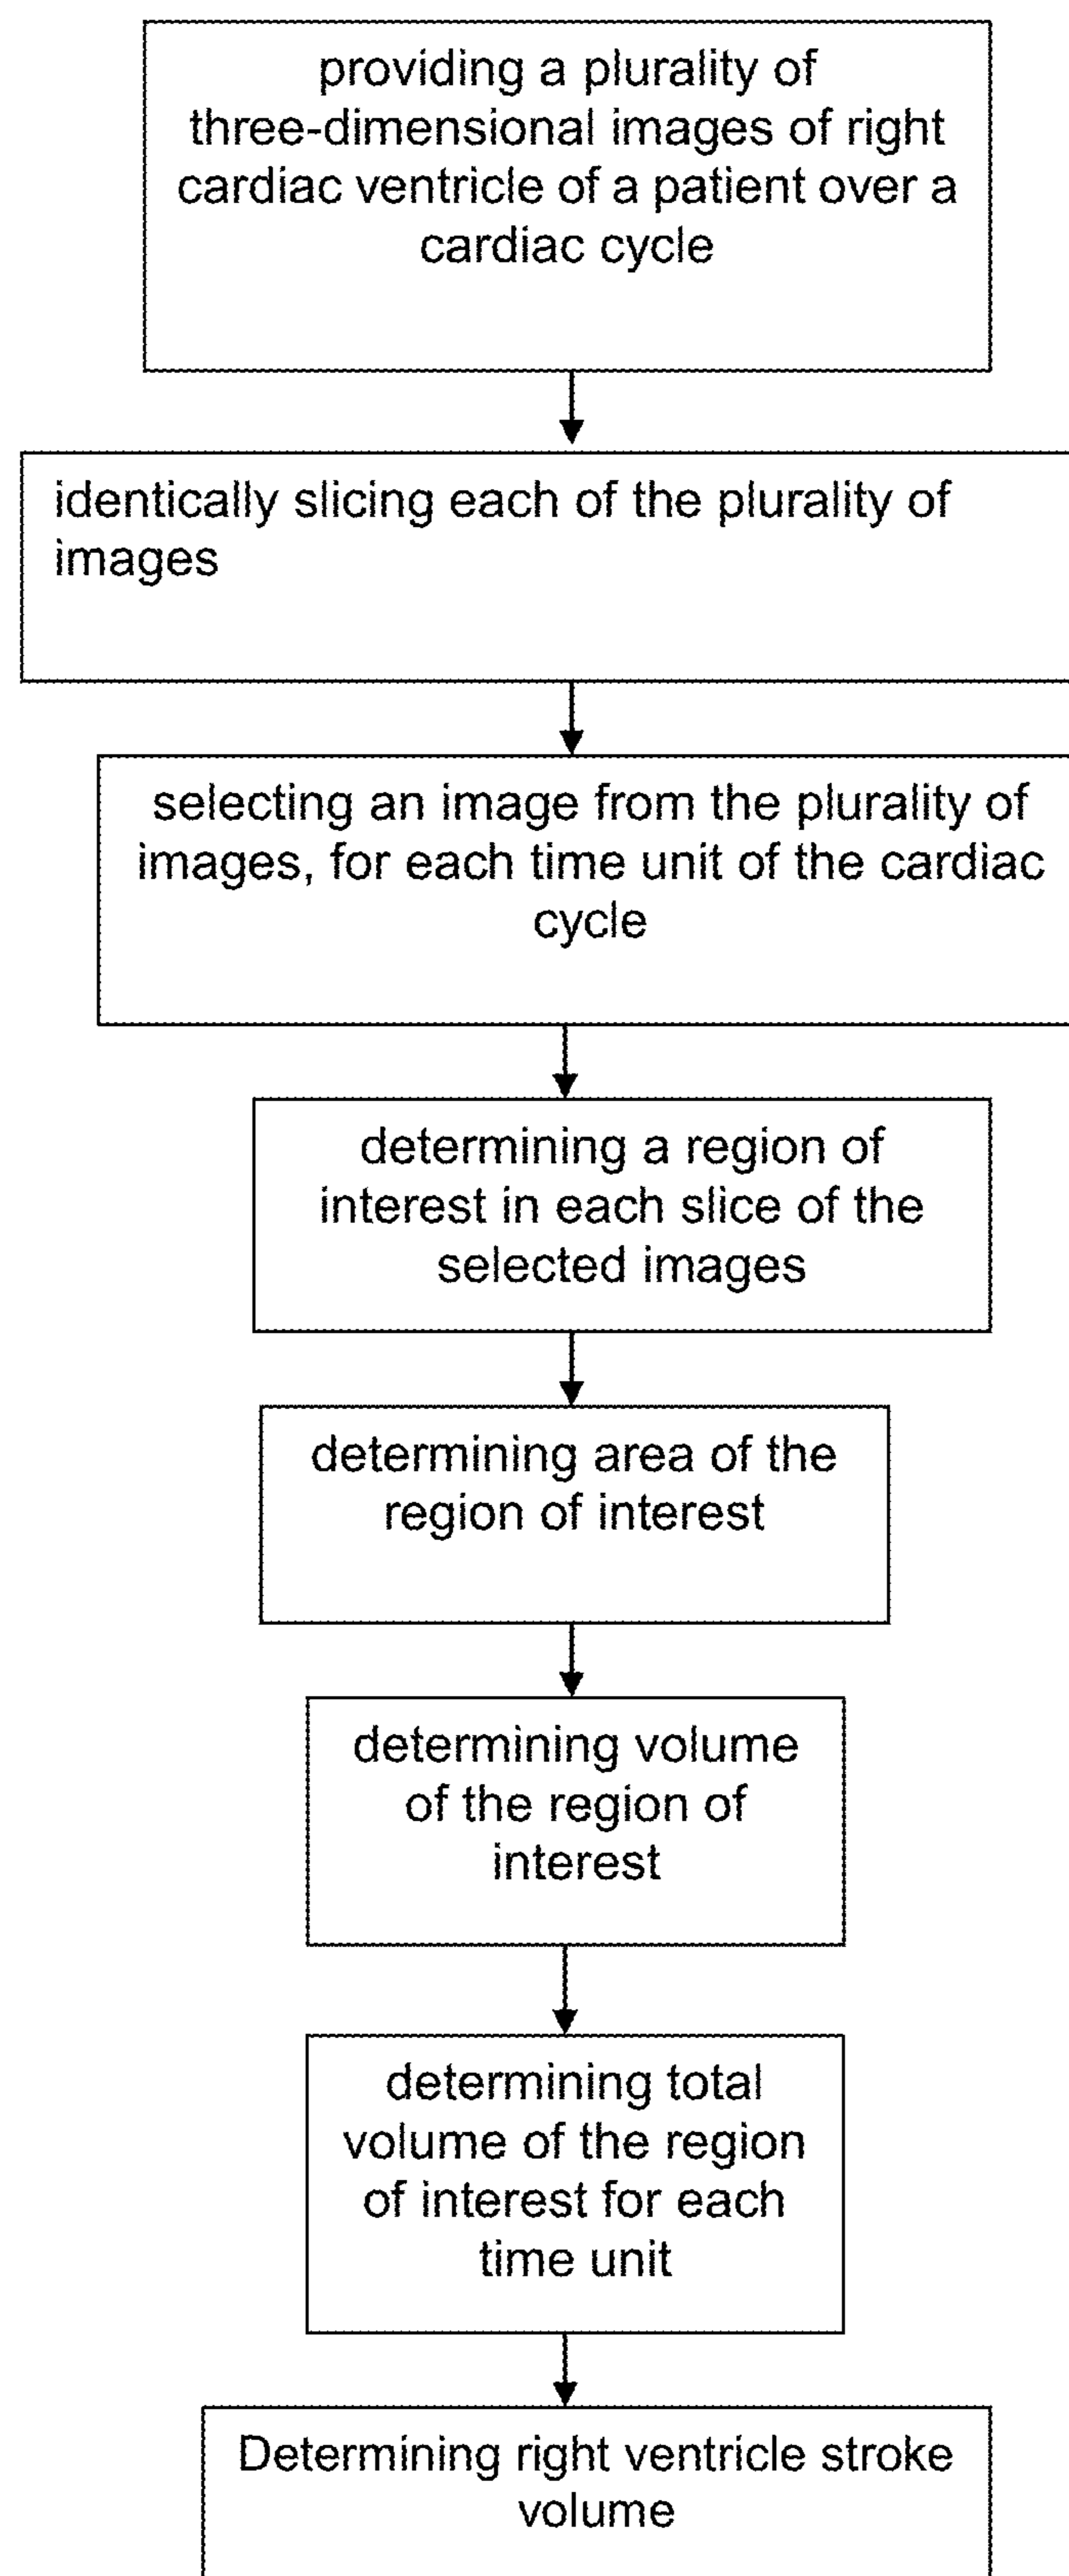 providing a plurality of
three-dimensional images of right
cardiac ventricle of a patient over a
cardiac cycle
identically slicing each of the plurality of
images
selecting an image from the plurality of
images, for each time unit of the cardiac
cycle
determining a region of
interest in each slice of the
selected images
determining area of the
region of interest
determining volume
of the region of
interest
determining total
volume of the region
of interest for each
time unit
Determining right ventricle stroke
volume